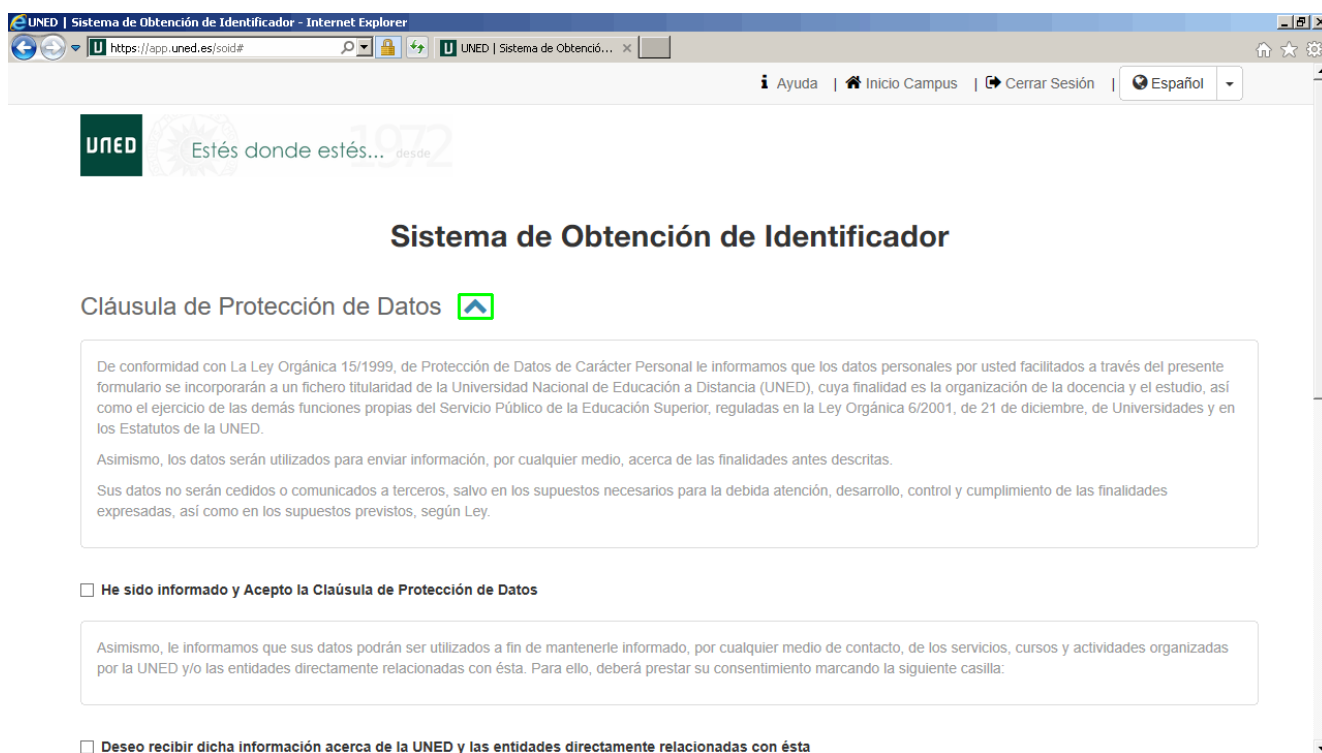 UNED | Sistema de Obtención de Identificador - Internet Explorer
https://app.uned.es/soid#
UNED | Sistema de Obtenció...
Ayuda | Inicio Campus | Cerrar Sesión | Español
UNED
Estés donde estés... desde 1972
Sistema de Obtención de Identificador
Cláusula de Protección de Datos
De conformidad con La Ley Orgánica 15/1999, de Protección de Datos de Carácter Personal le informamos que los datos personales por usted facilitados a través del presente
formulario se incorporarán a un fichero titularidad de la Universidad Nacional de Educación a Distancia (UNED), cuya finalidad es la organización de la docencia y el estudio, así
como el ejercicio de las demás funciones propias del Servicio Público de la Educación Superior, reguladas en la Ley Orgánica 6/2001, de 21 de diciembre, de Universidades y en
los Estatutos de la UNED.
Asimismo, los datos serán utilizados para enviar información, por cualquier medio, acerca de las finalidades antes descritas.
Sus datos no serán cedidos o comunicados a terceros, salvo en los supuestos necesarios para la debida atención, desarrollo, control y cumplimiento de las finalidades
expresadas, así como en los supuestos previstos, según Ley.
He sido informado y Acepto la Claúsula de Protección de Datos
Asimismo, le informamos que sus datos podrán ser utilizados a fin de mantenerle informado, por cualquier medio de contacto, de los servicios, cursos y actividades organizadas
por la UNED y/o las entidades directamente relacionadas con ésta. Para ello, deberá prestar su consentimiento marcando la siguiente casilla:
Deseo recibir dicha información acerca de la UNED y las entidades directamente relacionadas con ésta